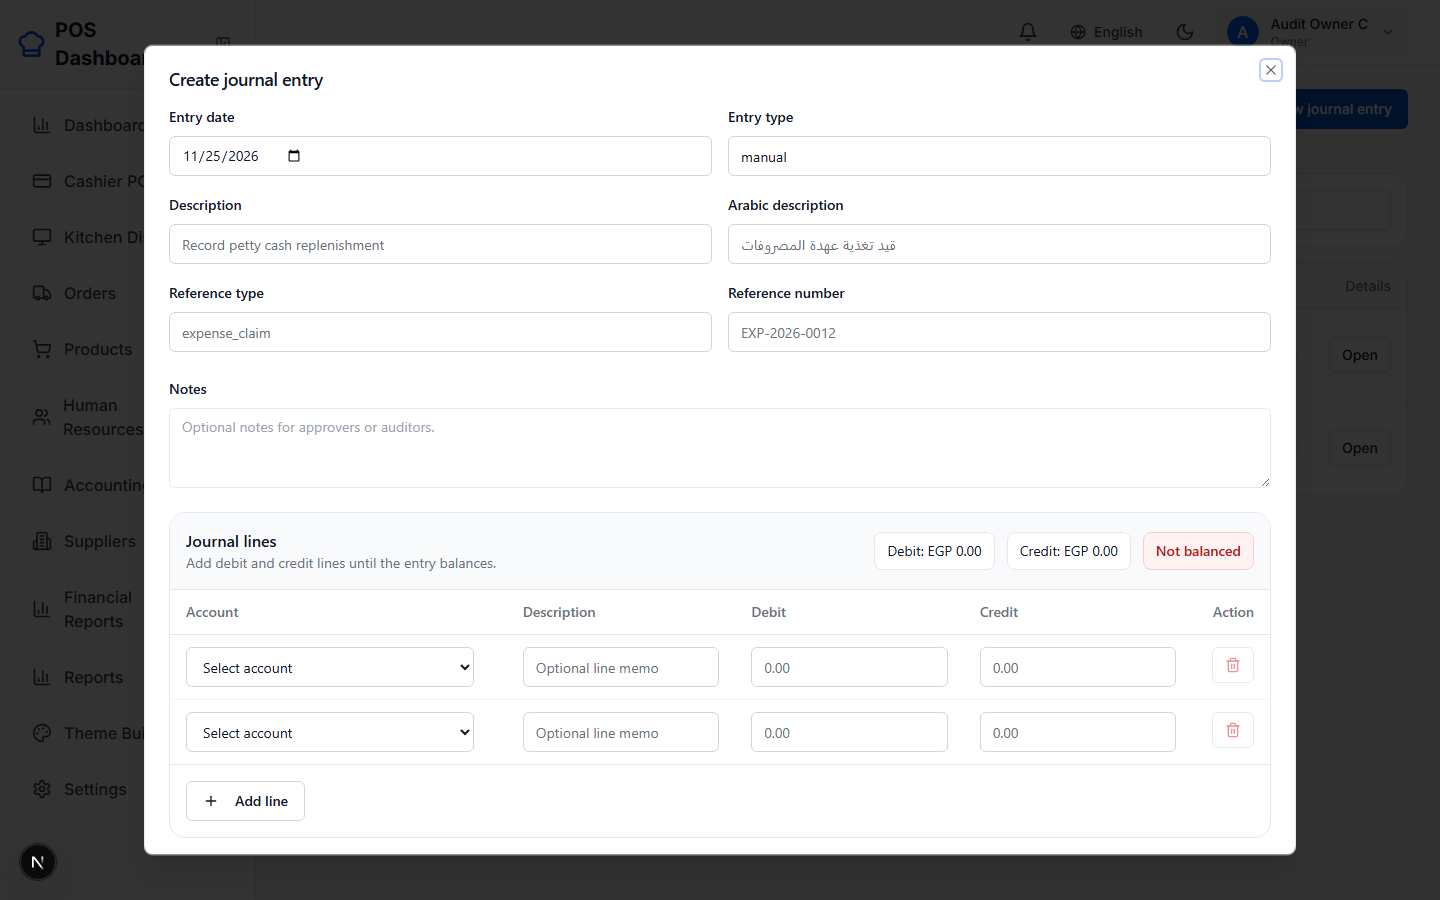 POS
Dashboa
English
A
Audit Owner C
Owner
Dashboard
Cashier PO
Kitchen Di
Orders
Products
Human
Resources
Accounting
Suppliers
Financial
Reports
Reports
Theme Bui
Settings
N
w journal entry
Details
Open
Open
Create journal entry
Entry date
Entry type
11/25/2026
manual
Description
Arabic description
Record petty cash replenishment
قيد تغذية عهدة المصروفات
Reference type
Reference number
expense_claim
EXP-2026-0012
Notes
Optional notes for approvers or auditors.
Journal lines
Add debit and credit lines until the entry balances.
Debit: EGP 0.00
Credit: EGP 0.00
Not balanced
Account
Description
Debit
Credit
Action
Select account
Optional line memo
0.00
0.00
Select account
Optional line memo
0.00
0.00
Add line